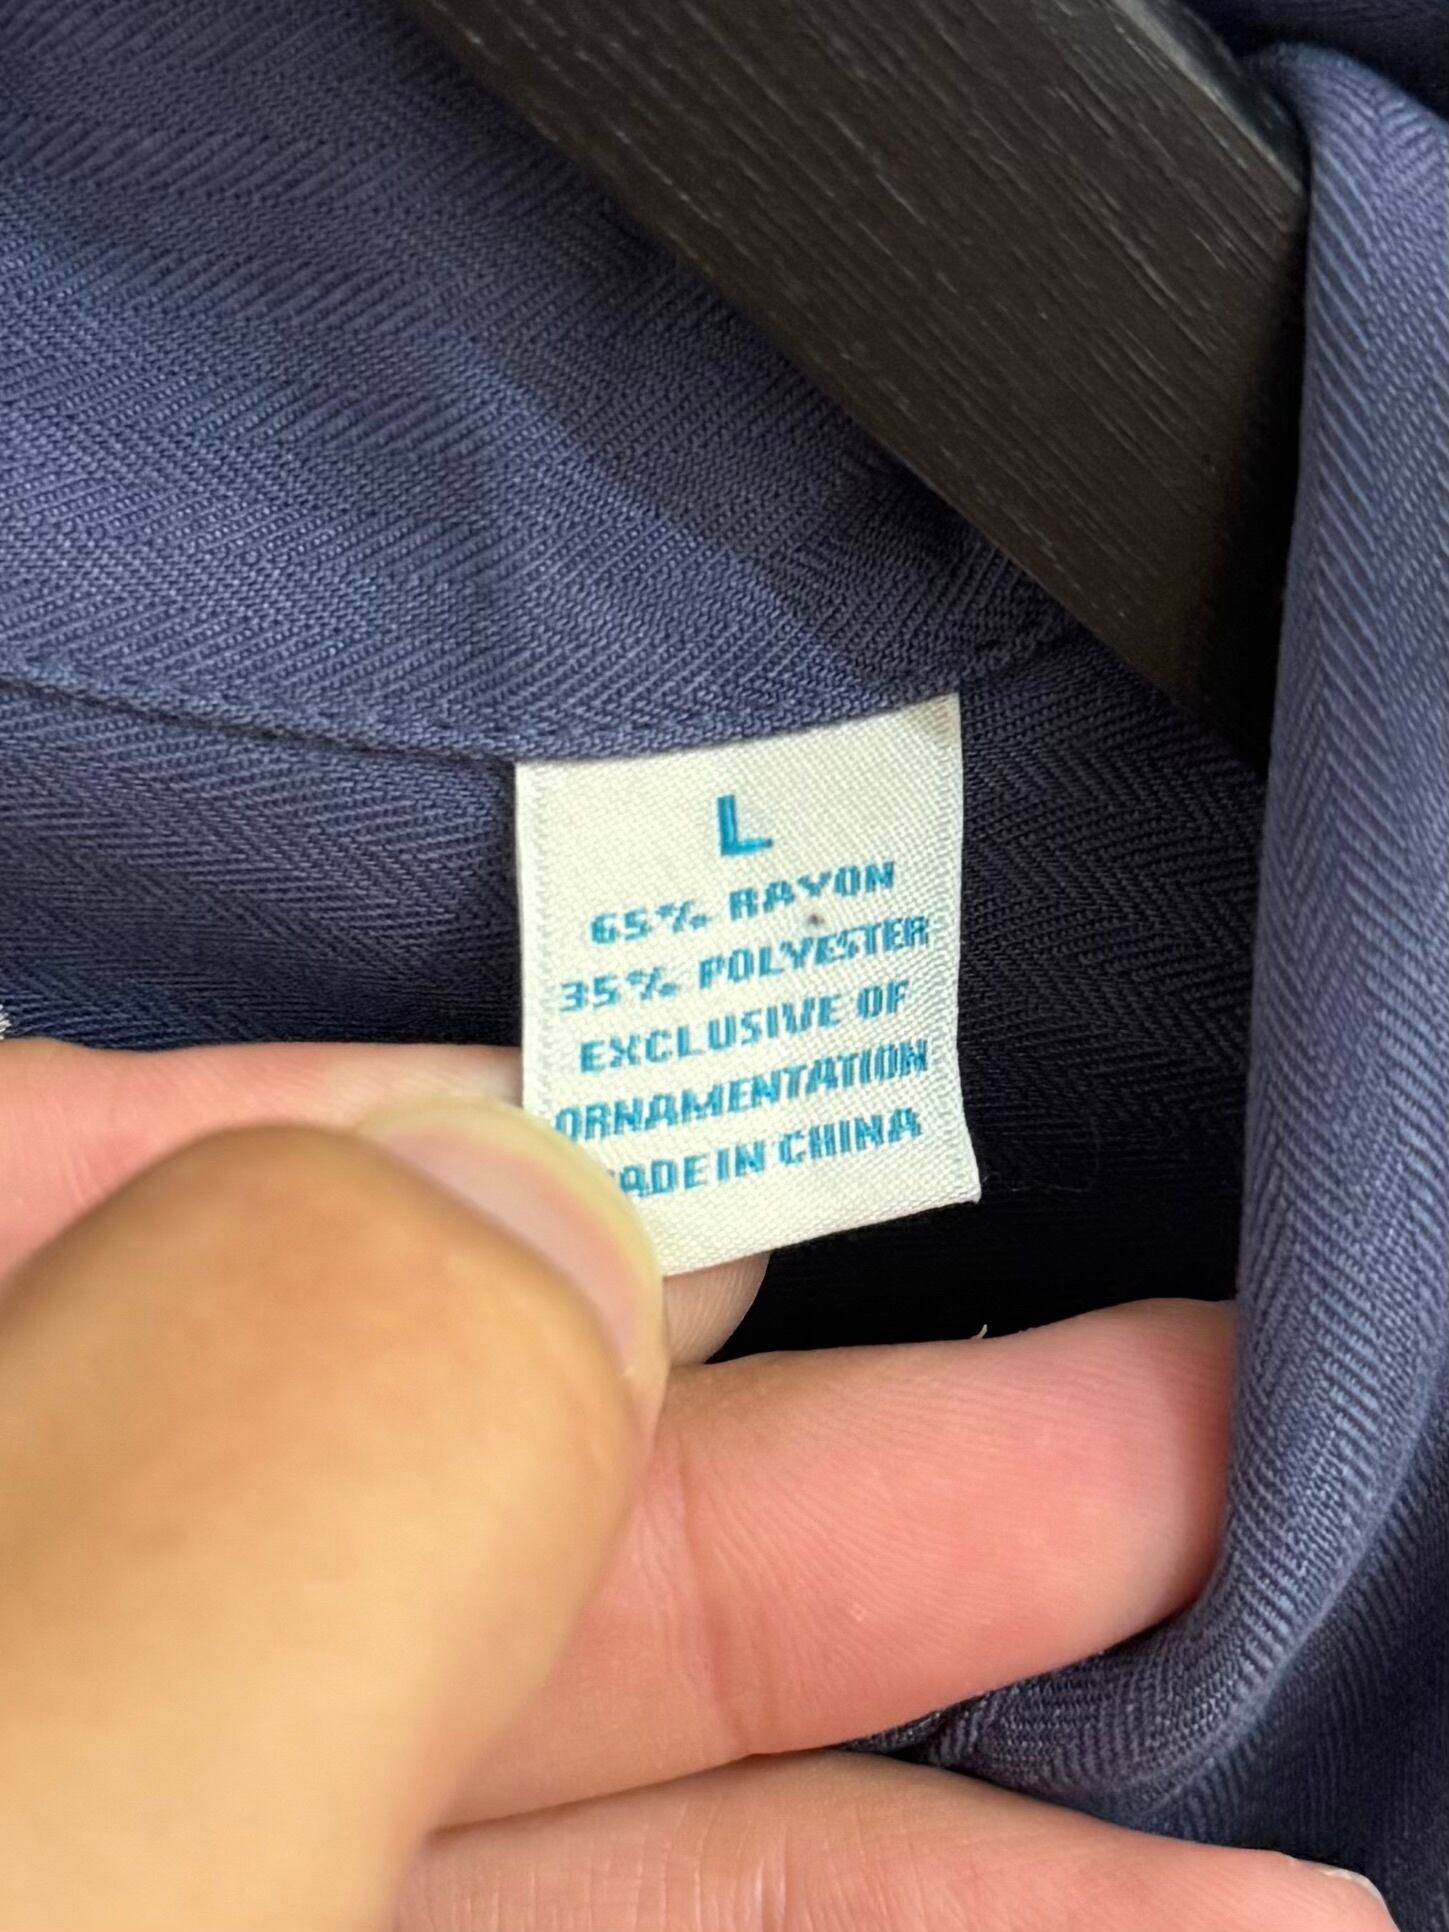 L
65% RAYON
35% POLYESTER
EXCLUSIVE OF
ORNAMENTATION
ADE IN CHINA